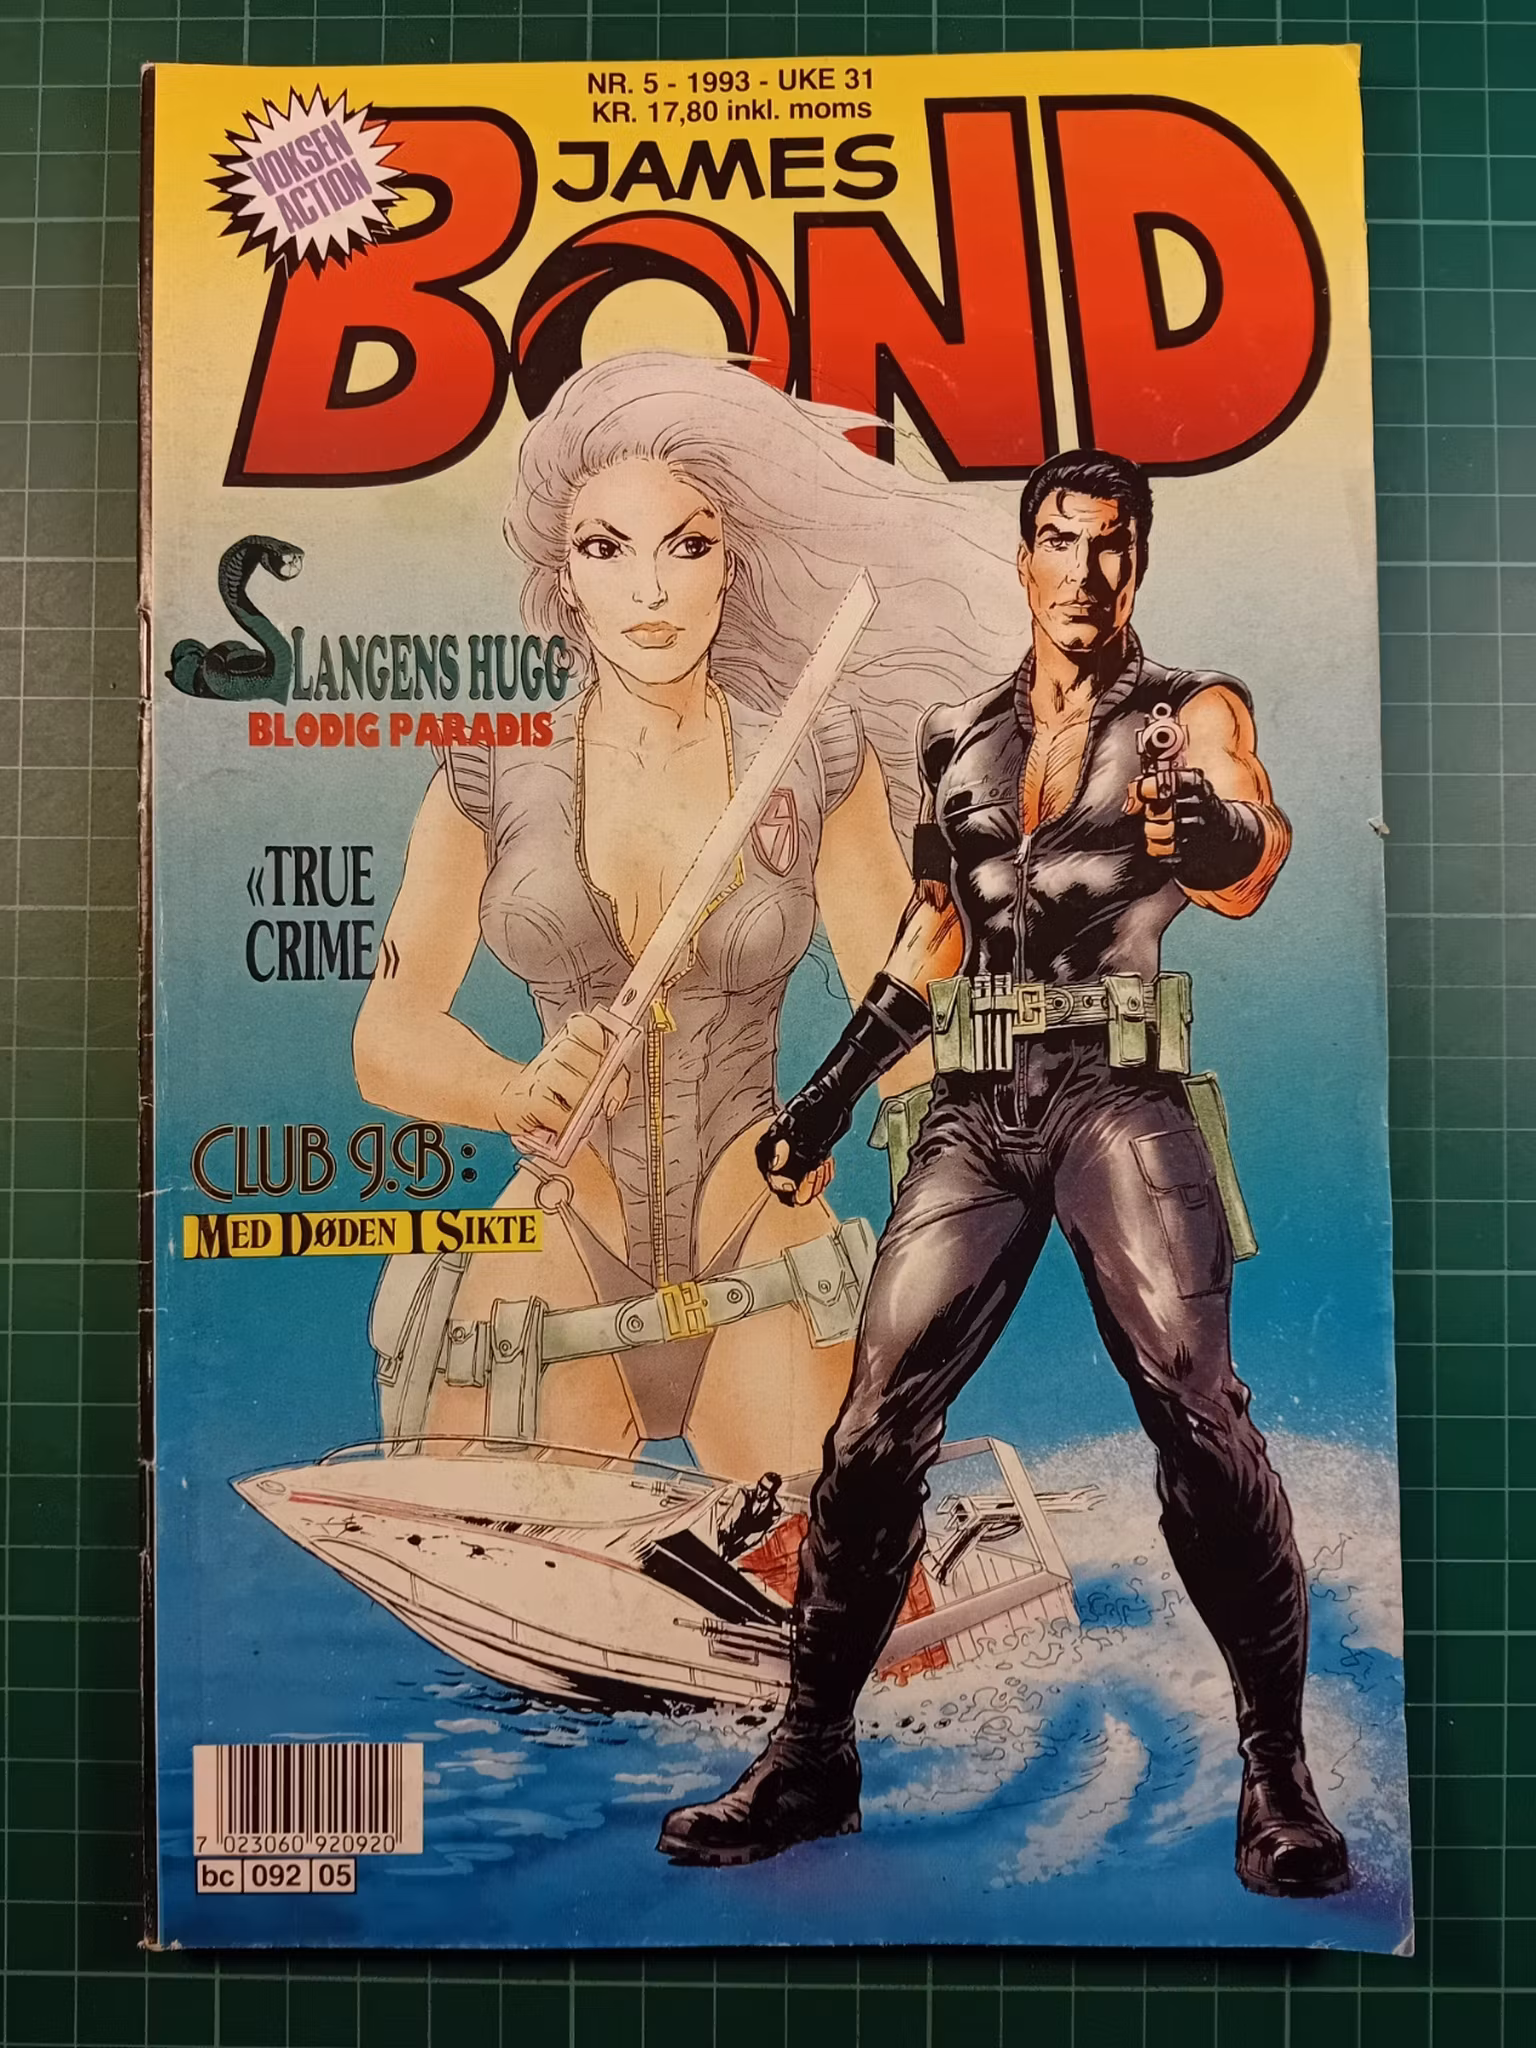 NR. 5 - 1993 - UKE 31
KR. 17,80 inkl. moms
VOKSEN
ACTION
JAMES
BOND
SLANGENS HUGG
BLODIG PARADIS
«TRUE
CRIME»
CLUB J.B:
MED DØDEN I SIKTE
7 023060 920920
bc 092 05